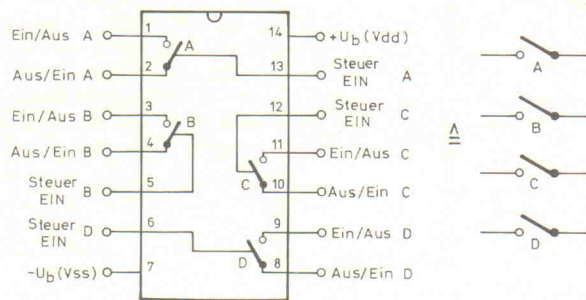 Ein/Aus A
1
A
14
+Ub(Vdd)
Aus/Ein A
2
13
Steuer
EIN A
Ein/Aus B
3
B
12
Steuer
EIN C
Aus/Ein B
4
11
Ein/Aus C
Steuer
EIN B
5
C
10
Aus/Ein C
Steuer
EIN D
6
9
Ein/Aus D
-Ub(Vss)
7
D
8
Aus/Ein D
≙
A
B
C
D